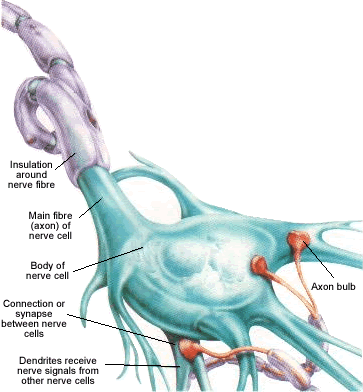 Insulation
around
nerve fibre
Main fibre
(axon) of
nerve cell
Body of
nerve cell
Axon bulb
Connection or
synapse
between nerve
cells
Dendrites receive
nerve signals from
other nerve cells